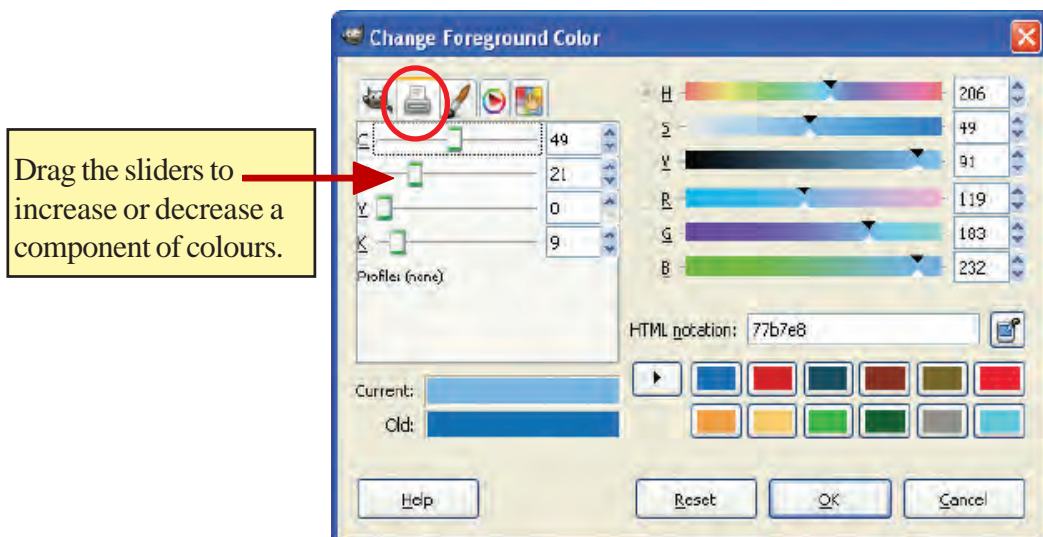 Change Foreground Color
Drag the sliders to
increase or decrease a
component of colours.
C 49
21
Y 0
K 9
Profile: (none)
H 206
S 49
V 91
R 119
G 183
B 232
HTML notation: 77b7e8
Current:
Old:
Help
Reset
OK
Cancel